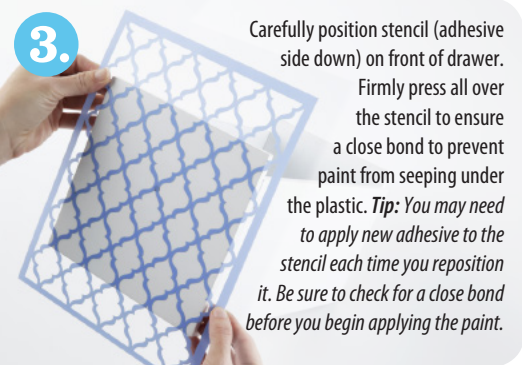 3.
Carefully position stencil (adhesive
side down) on front of drawer.
Firmly press all over
the stencil to ensure
a close bond to prevent
paint from seeping under
the plastic. Tip: You may need
to apply new adhesive to the
stencil each time you reposition
it. Be sure to check for a close bond
before you begin applying the paint.